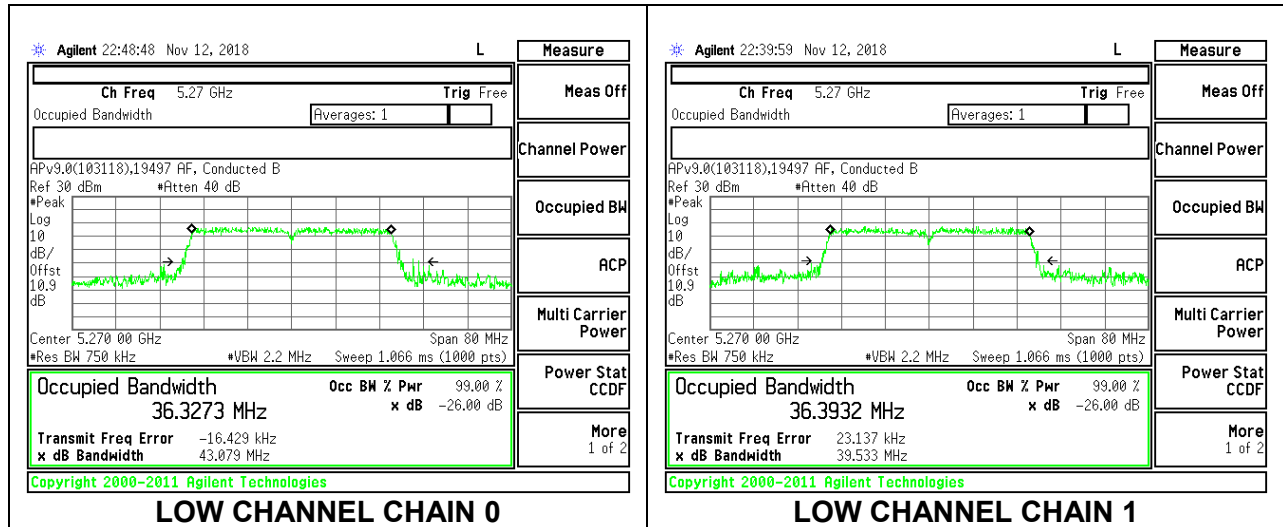 Agilent 22:48:48 Nov 12, 2018 L
Measure
Ch Freq 5.27 GHz Trig Free
Occupied Bandwidth Averages: 1
APv9.0(103118),19497 AF, Conducted B
Ref 30 dBm #Atten 40 dB
#Peak
Log
10
dB/
Offst
10.9
dB
Center 5.270 00 GHz Span 80 MHz
#Res BW 750 kHz #VBW 2.2 MHz Sweep 1.066 ms (1000 pts)
Occupied Bandwidth Occ BW % Pwr 99.00 %
36.3273 MHz x dB -26.00 dB
Transmit Freq Error -16.429 kHz
x dB Bandwidth 43.079 MHz
Copyright 2000-2011 Agilent Technologies
Meas Off
Channel Power
Occupied BW
ACP
Multi Carrier
Power
Power Stat
CCDF
More
1 of 2
LOW CHANNEL CHAIN 0
Agilent 22:39:59 Nov 12, 2018 L
Measure
Ch Freq 5.27 GHz Trig Free
Occupied Bandwidth Averages: 1
APv9.0(103118),19497 AF, Conducted B
Ref 30 dBm #Atten 40 dB
#Peak
Log
10
dB/
Offst
10.9
dB
Center 5.270 00 GHz Span 80 MHz
#Res BW 750 kHz #VBW 2.2 MHz Sweep 1.066 ms (1000 pts)
Occupied Bandwidth Occ BW % Pwr 99.00 %
36.3932 MHz x dB -26.00 dB
Transmit Freq Error 23.137 kHz
x dB Bandwidth 39.533 MHz
Copyright 2000-2011 Agilent Technologies
Meas Off
Channel Power
Occupied BW
ACP
Multi Carrier
Power
Power Stat
CCDF
More
1 of 2
LOW CHANNEL CHAIN 1